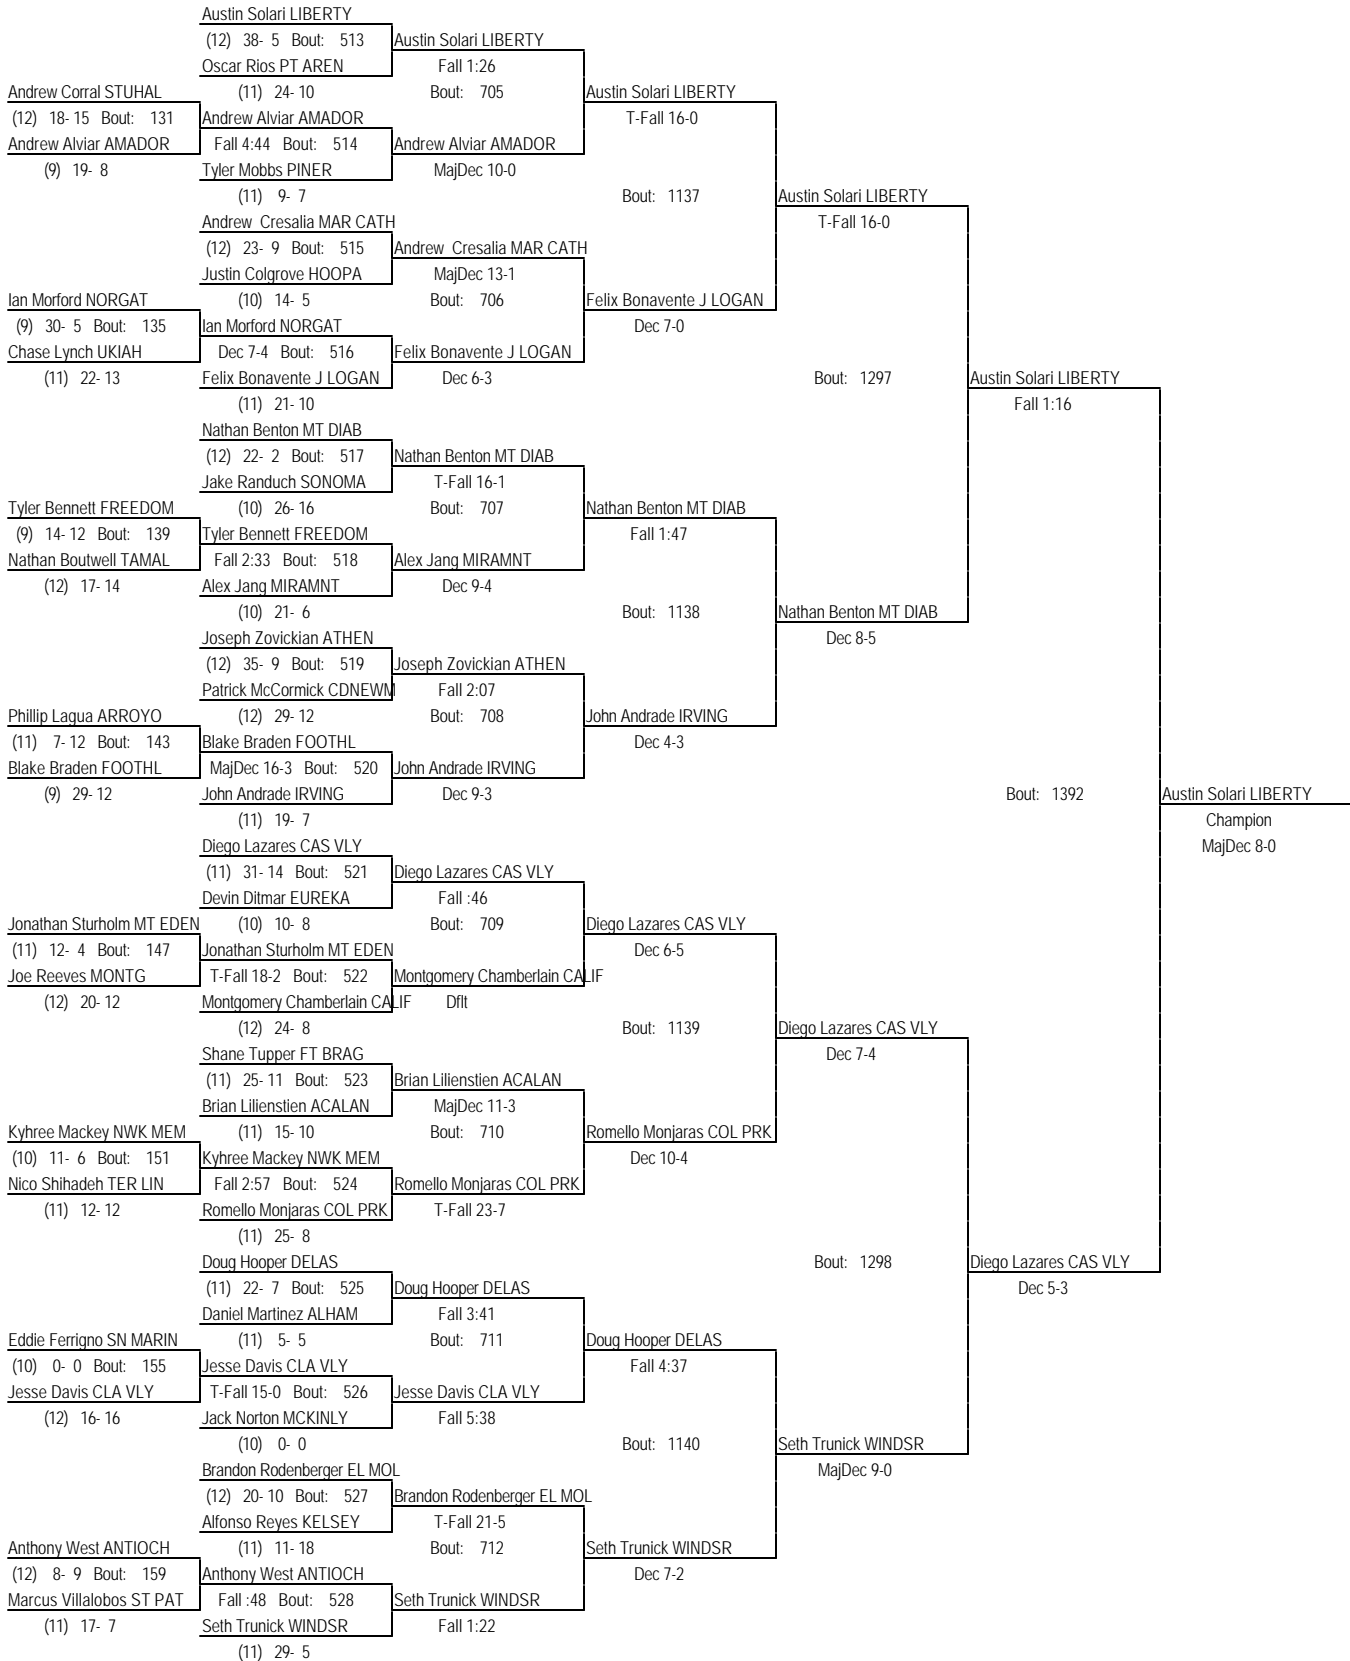 Austin Solari LIBERTY
(12) 38- 5 Bout: 513 Austin Solari LIBERTY
Oscar Rios PT AREN Fall 1:26
Andrew Corral STUHAL (11) 24- 10 Bout: 705 Austin Solari LIBERTY
(12) 18- 15 Bout: 131 Andrew Alviar AMADOR T-Fall 16-0
Andrew Alviar AMADOR Fall 4:44 Bout: 514 Andrew Alviar AMADOR
(9) 19- 8 Tyler Mobbs PINER MajDec 10-0
(11) 9- 7 Bout: 1137 Austin Solari LIBERTY
Andrew Cresalia MAR CATH T-Fall 16-0
(12) 23- 9 Bout: 515 Andrew Cresalia MAR CATH
Justin Colgrove HOOPA MajDec 13-1
Ian Morford NORGAT (10) 14- 5 Bout: 706 Felix Bonavente J LOGAN
(9) 30- 5 Bout: 135 Ian Morford NORGAT Dec 7-0
Chase Lynch UKIAH Dec 7-4 Bout: 516 Felix Bonavente J LOGAN
(11) 22- 13 Felix Bonavente J LOGAN Dec 6-3 Bout: 1297 Austin Solari LIBERTY
(11) 21- 10 Fall 1:16
Nathan Benton MT DIAB
(12) 22- 2 Bout: 517 Nathan Benton MT DIAB
Jake Randuch SONOMA T-Fall 16-1
Tyler Bennett FREEDOM (10) 26- 16 Bout: 707 Nathan Benton MT DIAB
(9) 14- 12 Bout: 139 Tyler Bennett FREEDOM Fall 1:47
Nathan Boutwell TAMAL Fall 2:33 Bout: 518 Alex Jang MIRAMNT
(12) 17- 14 Alex Jang MIRAMNT Dec 9-4
(10) 21- 6 Bout: 1138 Nathan Benton MT DIAB
Joseph Zovickian ATHEN Dec 8-5
(12) 35- 9 Bout: 519 Joseph Zovickian ATHEN
Patrick McCormick CDNEWM Fall 2:07
Phillip Lagua ARROYO (12) 29- 12 Bout: 708 John Andrade IRVING
(11) 7- 12 Bout: 143 Blake Braden FOOTHL Dec 4-3
Blake Braden FOOTHL MajDec 16-3 Bout: 520 John Andrade IRVING
(9) 29- 12 John Andrade IRVING Dec 9-3 Bout: 1392 Austin Solari LIBERTY
(11) 19- 7 Champion
Diego Lazares CAS VLY MajDec 8-0
(11) 31- 14 Bout: 521 Diego Lazares CAS VLY
Devin Ditmar EUREKA Fall :46
Jonathan Sturholm MT EDEN (10) 10- 8 Bout: 709 Diego Lazares CAS VLY
(11) 12- 4 Bout: 147 Jonathan Sturholm MT EDEN Dec 6-5
Joe Reeves MONTG T-Fall 18-2 Bout: 522 Montgomery Chamberlain CALIF
(12) 20- 12 Montgomery Chamberlain CALIF Dflt
(12) 24- 8 Bout: 1139 Diego Lazares CAS VLY
Shane Tupper FT BRAG Dec 7-4
(11) 25- 11 Bout: 523 Brian Lilienstien ACALAN
Brian Lilienstien ACALAN MajDec 11-3
Kyhree Mackey NWK MEM (11) 15- 10 Bout: 710 Romello Monjaras COL PRK
(10) 11- 6 Bout: 151 Kyhree Mackey NWK MEM Dec 10-4
Nico Shihadeh TER LIN Fall 2:57 Bout: 524 Romello Monjaras COL PRK
(11) 12- 12 Romello Monjaras COL PRK T-Fall 23-7
(11) 25- 8
Doug Hooper DELAS Bout: 1298 Diego Lazares CAS VLY
(11) 22- 7 Bout: 525 Doug Hooper DELAS Dec 5-3
Daniel Martinez ALHAM Fall 3:41
Eddie Ferrigno SN MARIN (11) 5- 5 Bout: 711 Doug Hooper DELAS
(10) 0- 0 Bout: 155 Jesse Davis CLA VLY Fall 4:37
Jesse Davis CLA VLY T-Fall 15-0 Bout: 526 Jesse Davis CLA VLY
(12) 16- 16 Jack Norton MCKINLY Fall 5:38
(10) 0- 0 Bout: 1140 Seth Trunick WINDSR
Brandon Rodenberger EL MOL MajDec 9-0
(12) 20- 10 Bout: 527 Brandon Rodenberger EL MOL
Alfonso Reyes KELSEY T-Fall 21-5
Anthony West ANTIOCH (11) 11- 18 Bout: 712 Seth Trunick WINDSR
(12) 8- 9 Bout: 159 Anthony West ANTIOCH Dec 7-2
Marcus Villalobos ST PAT Fall :48 Bout: 528 Seth Trunick WINDSR
(11) 17- 7 Seth Trunick WINDSR Fall 1:22
(11) 29- 5